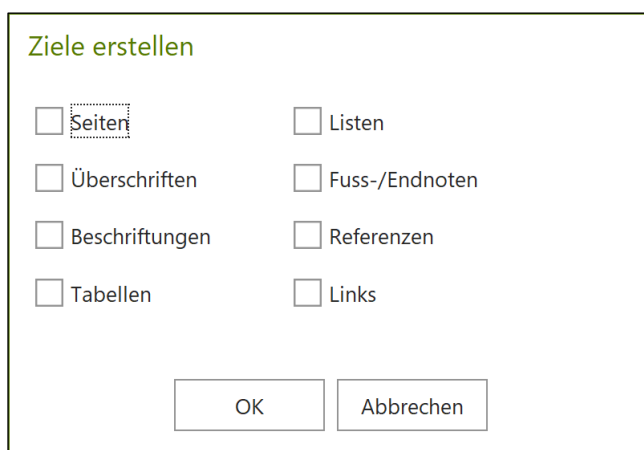 Ziele erstellen
Seiten
Listen
Überschriften
Fuss-/Endnoten
Beschriftungen
Referenzen
Tabellen
Links
OK
Abbrechen